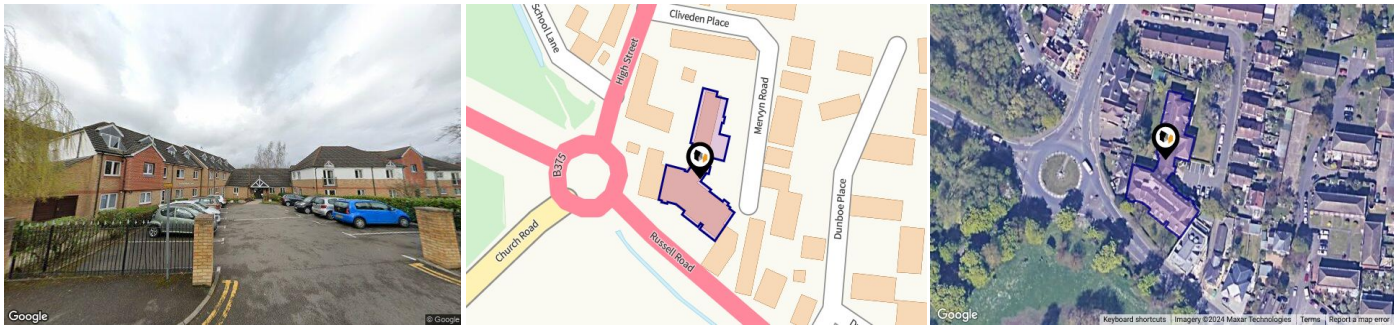 Google
© Google
School Lane
High Street
Cliveden Place
Mervyn Road
Dunboe Place
B375
Church Road
Russell Road
Google
Keyboard shortcuts
Imagery ©2024 Maxar Technologies
Terms
Report a map error